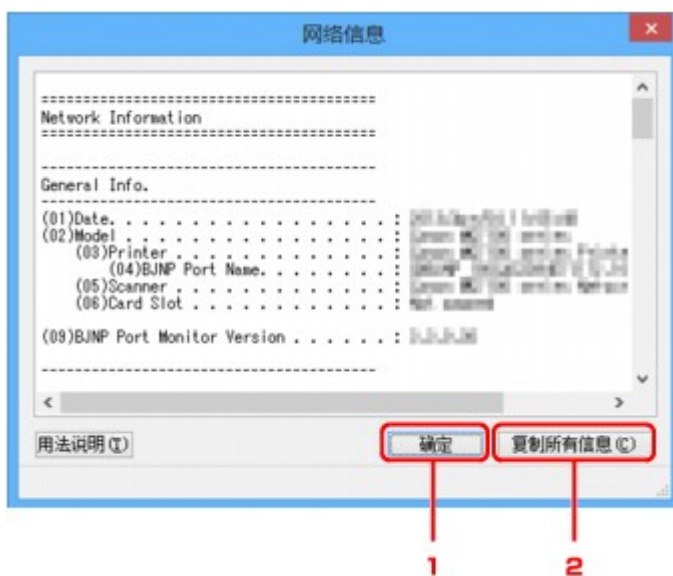 网络信息
========================================
Network Information
========================================
----------------------------------------
General Info.
----------------------------------------
(01)Date. . . . . . . . . . . . . . . . . :
(02)Model . . . . . . . . . . . . . . . . :
(03)Printer . . . . . . . . . . . . . :
(04)BJNP Port Name. . . . . . . . :
(05)Scanner . . . . . . . . . . . . . :
(06)Card Slot . . . . . . . . . . . . :
(09)BJNP Port Monitor Version . . . . . . :
----------------------------------------
用法说明(I) 确定 复制所有信息(C)
1 2